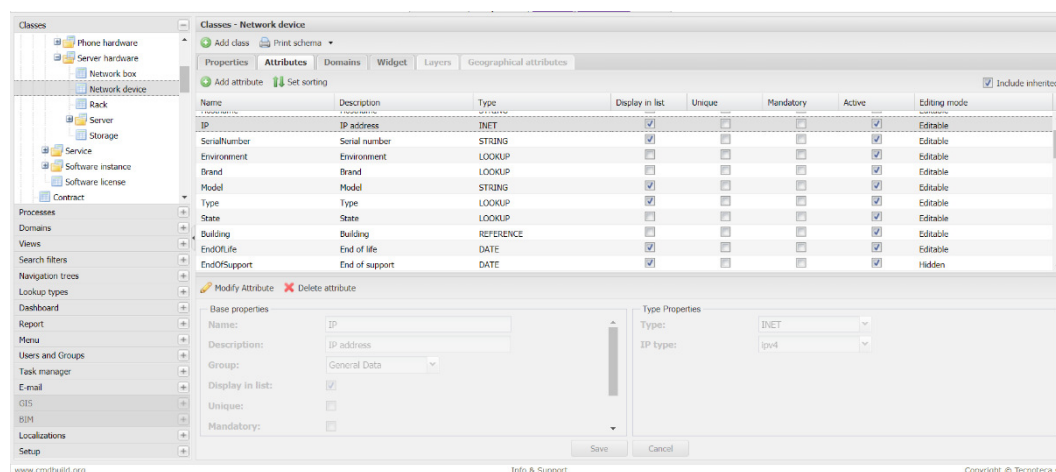 Classes
Phone hardware
Server hardware
Network box
Network device
Rack
Server
Storage
Service
Software instance
Software license
Contract
Processes
Domains
Views
Search filters
Navigation trees
Lookup types
Dashboard
Report
Menu
Users and Groups
Task manager
E-mail
GIS
BIM
Localizations
Setup
Classes - Network device
Add class Print schema
Properties Attributes Domains Widget Layers Geographical attributes
Add attribute Set sorting Include inherited
Name Description Type Display in list Unique Mandatory Active Editing mode
Hostname Hostname STRING Editable
IP IP address INET Editable
SerialNumber Serial number STRING Editable
Environment Environment LOOKUP Editable
Brand Brand LOOKUP Editable
Model Model STRING Editable
Type Type LOOKUP Editable
State State LOOKUP Editable
Building Building REFERENCE Editable
EndOfLife End of life DATE Editable
EndOfSupport End of support DATE Hidden
Modify Attribute Delete attribute
Base properties
Name: IP
Description: IP address
Group: General Data
Display in list:
Unique:
Mandatory:
Type Properties
Type: INET
IP type: ipv4
Save Cancel
www.cmdbuild.org Info & Support Copyright © Tecnoteca